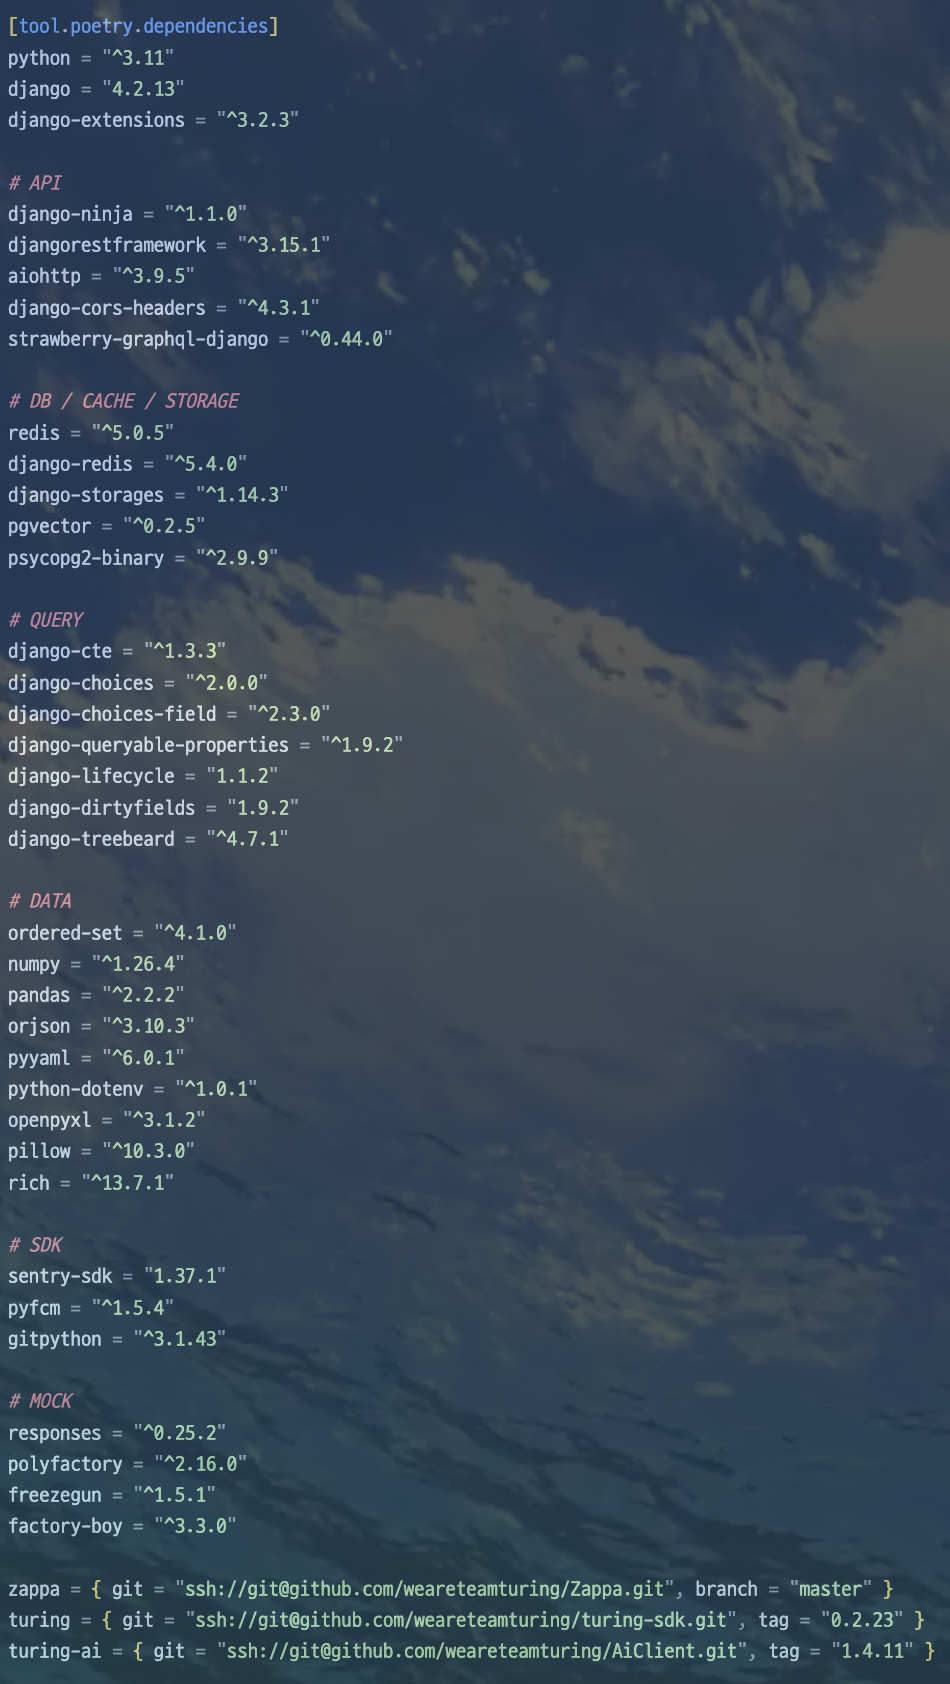 [tool.poetry.dependencies]
python = "^3.11"
django = "4.2.13"
django-extensions = "^3.2.3"

# API
django-ninja = "^1.1.0"
djangorestframework = "^3.15.1"
aiohttp = "^3.9.5"
django-cors-headers = "^4.3.1"
strawberry-graphql-django = "^0.44.0"

# DB / CACHE / STORAGE
redis = "^5.0.5"
django-redis = "^5.4.0"
django-storages = "^1.14.3"
pgvector = "^0.2.5"
psycopg2-binary = "^2.9.9"

# QUERY
django-cte = "^1.3.3"
django-choices = "^2.0.0"
django-choices-field = "^2.3.0"
django-queryable-properties = "^1.9.2"
django-lifecycle = "1.1.2"
django-dirtyfields = "1.9.2"
django-treebeard = "^4.7.1"

# DATA
ordered-set = "^4.1.0"
numpy = "^1.26.4"
pandas = "^2.2.2"
orjson = "^3.10.3"
pyyaml = "^6.0.1"
python-dotenv = "^1.0.1"
openpyxl = "^3.1.2"
pillow = "^10.3.0"
rich = "^13.7.1"

# SDK
sentry-sdk = "1.37.1"
pyfcm = "^1.5.4"
gitpython = "^3.1.43"

# MOCK
responses = "^0.25.2"
polyfactory = "^2.16.0"
freezegun = "^1.5.1"
factory-boy = "^3.3.0"

zappa = { git = "ssh://git@github.com/weareteamturing/Zappa.git", branch = "master" }
turing = { git = "ssh://git@github.com/weareteamturing/turing-sdk.git", tag = "0.2.23" }
turing-ai = { git = "ssh://git@github.com/weareteamturing/AiClient.git", tag = "1.4.11" }